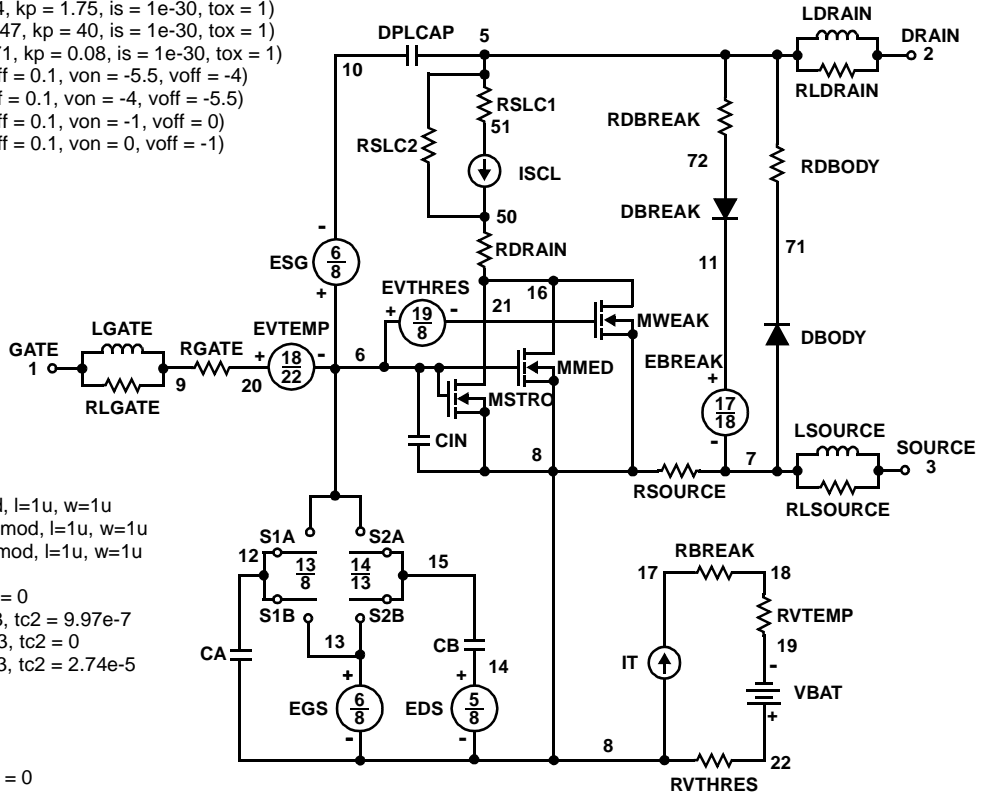 4, kp = 1.75, is = 1e-30, tox = 1)
47, kp = 40, is = 1e-30, tox = 1)
71, kp = 0.08, is = 1e-30, tox = 1)
ff = 0.1, von = -5.5, voff = -4)
f = 0.1, von = -4, voff = -5.5)
ff = 0.1, von = -1, voff = 0)
ff = 0.1, von = 0, voff = -1)
LDRAIN
DPLCAP
5
DRAIN
2
10
RLDRAIN
RSLC1
51
RDBREAK
RSLC2
72
RDBODY
ISCL
DBREAK
50
RDRAIN
71
-
ESG
6
8
+
11
EVTHRES
16
+
19
8
-
21
MWEAK
LGATE
EVTEMP
DBODY
GATE
1
RGATE
+
18
22
-
6
MMED
EBREAK
+
9
20
RLGATE
MSTRO
17
18
-
CIN
LSOURCE
8
7
SOURCE
3
RSOURCE
RLSOURCE
d, l=1u, w=1u
mod, l=1u, w=1u
mod, l=1u, w=1u
S1A
S2A
12
13
8
14
13
15
RBREAK
17
18
= 0
3, tc2 = 9.97e-7
3, tc2 = 0
3, tc2 = 2.74e-5
S1B
S2B
RVTEMP
13
CB
19
CA
IT
-
14
+
+
VBAT
EGS
6
8
EDS
5
8
+
-
-
8
22
RVTHRES
= 0